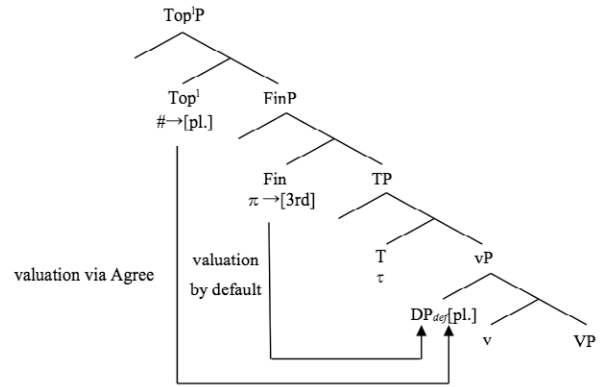 Top¹P
Top¹ FinP
#→[pl.]
Fin TP
π→[3rd]
T vP
τ
valuation via Agree
valuation
by default
DPdef[pl.]
v VP